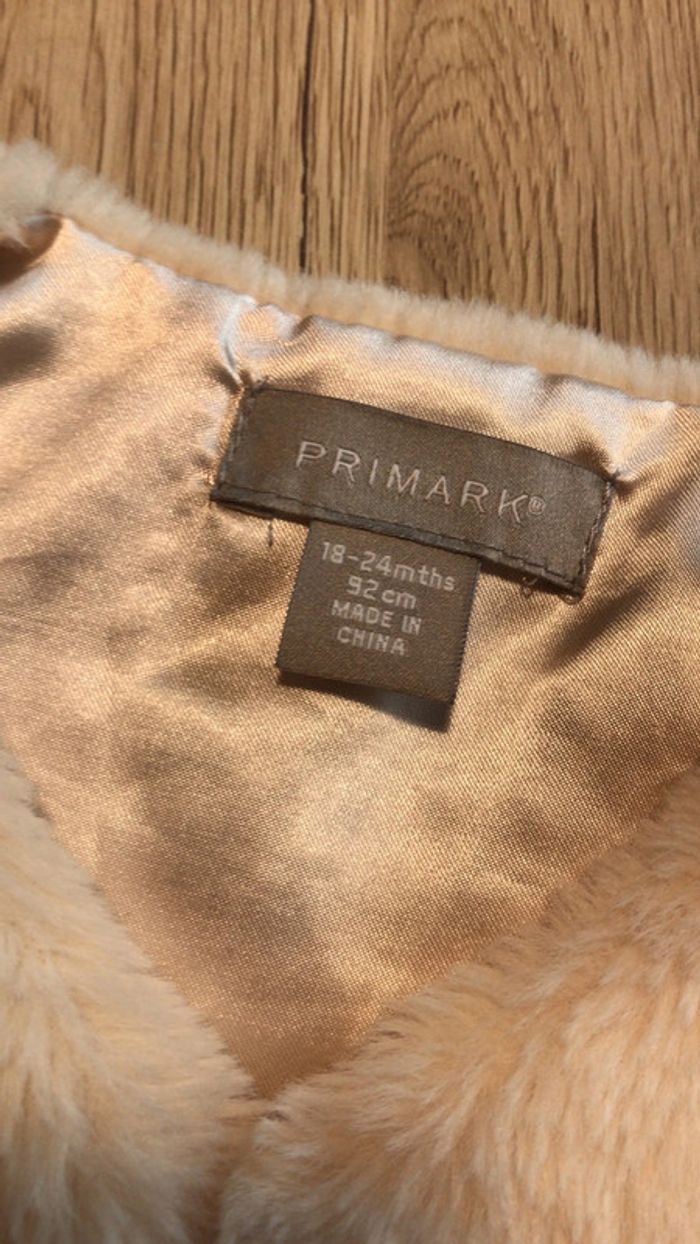 PRIMARK®
18-24mths
92cm
MADE IN
CHINA